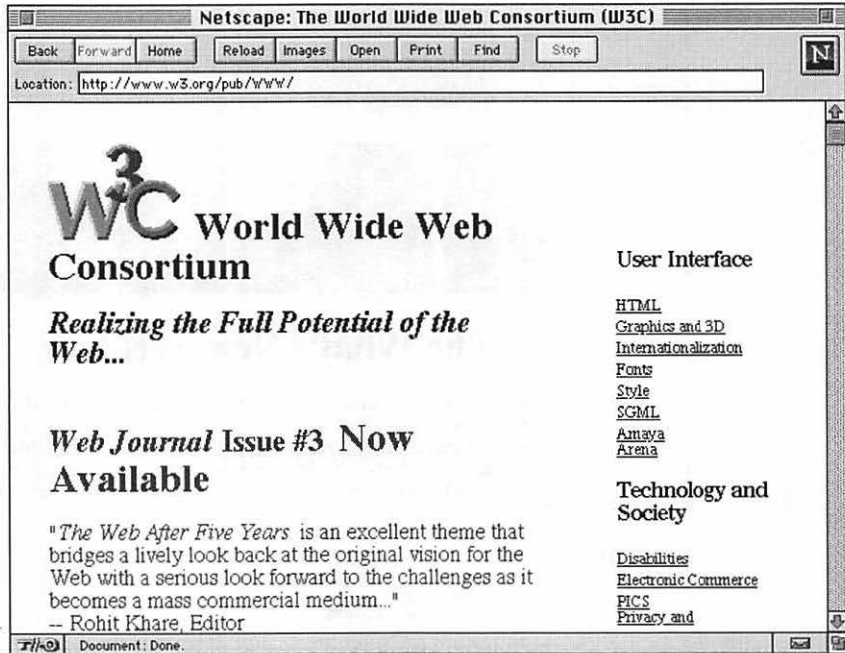 Netscape: The World Wide Web Consortium (W3C)
Back Forward Home Reload Images Open Print Find Stop
N
Location: http://www.w3.org/pub/WWW/
W3C World Wide Web
Consortium
Realizing the Full Potential of the
Web...
Web Journal Issue #3 Now
Available
"The Web After Five Years is an excellent theme that
bridges a lively look back at the original vision for the
Web with a serious look forward to the challenges as it
becomes a mass commercial medium..."
-- Rohit Khare, Editor
User Interface
HTML
Graphics and 3D
Internationalization
Fonts
Style
SGML
Amaya
Arena
Technology and
Society
Disabilities
Electronic Commerce
PICS
Privacy and
Document: Done.